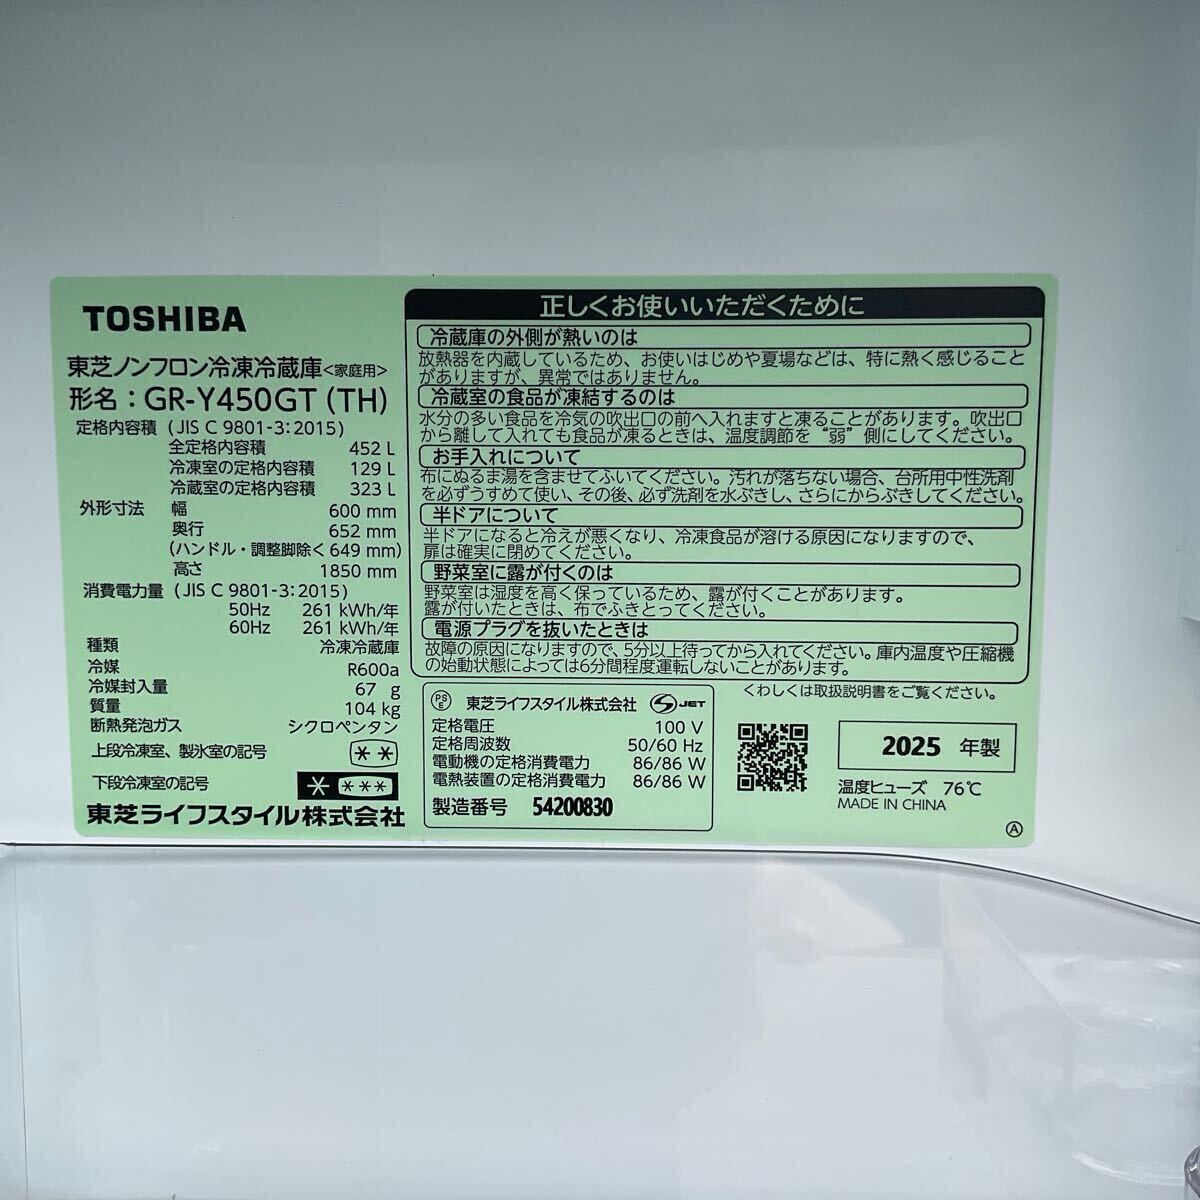 TOSHIBA
東芝ノンフロン冷凍冷蔵庫<家庭用>
形名：GR-Y450GT (TH)
定格内容積 (JIS C 9801-3:2015)
全定格内容積 452 L
冷凍室の定格内容積 129 L
冷蔵室の定格内容積 323 L
外形寸法 幅 600 mm
奥行 652 mm
(ハンドル・調整脚除く 649 mm)
高さ 1850 mm
消費電力量 (JIS C 9801-3:2015)
50Hz 261 kWh/年
60Hz 261 kWh/年
種類 冷凍冷蔵庫
冷媒 R600a
冷媒封入量 67 g
質量 104 kg
断熱発泡ガス シクロペンタン
上段冷凍室、製氷室の記号 **
下段冷凍室の記号 * ***
東芝ライフスタイル株式会社
正しくお使いいただくために
冷蔵庫の外側が熱いのは
放熱器を内蔵しているため、お使いはじめや夏場などは、特に熱く感じること
がありますが、異常ではありません。
冷蔵室の食品が凍結するのは
水分の多い食品を冷気の吹出口の前へ入れますと凍ることがあります。吹出口
から離して入れても食品が凍るときは、温度調節を“弱”側にしてください。
お手入れについて
布にぬるま湯を含ませてふいてください。汚れが落ちない場合、台所用中性洗剤
を必ずうすめて使い、その後、必ず洗剤を水ぶきし、さらにからぶきしてください。
半ドアについて
半ドアになると冷えが悪くなり、冷凍食品が溶ける原因になりますので、
扉は確実に閉めてください。
野菜室に露が付くのは
野菜室は湿度を高く保っているため、露が付くことがあります。
露が付いたときは、布でふきとってください。
電源プラグを抜いたときは
故障の原因になりますので、5分以上待ってから入れてください。庫内温度や圧縮機
の始動状態によっては6分間程度運転しないことがあります。
くわしくは取扱説明書をご覧ください。
PS E 東芝ライフスタイル株式会社 S JET
定格電圧 100 V
定格周波数 50/60 Hz
電動機の定格消費電力 86/86 W
電熱装置の定格消費電力 86/86 W
製造番号 54200830
2025 年製
温度ヒューズ 76℃
MADE IN CHINA
A